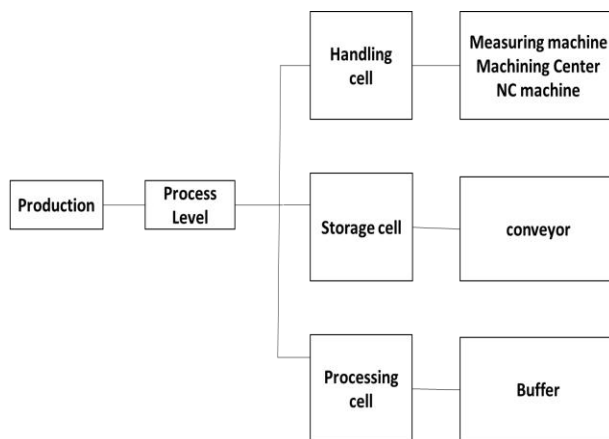 Production
Process
Level
Handling
cell
Measuring machine
Machining Center
NC machine
Storage cell
conveyor
Processing
cell
Buffer